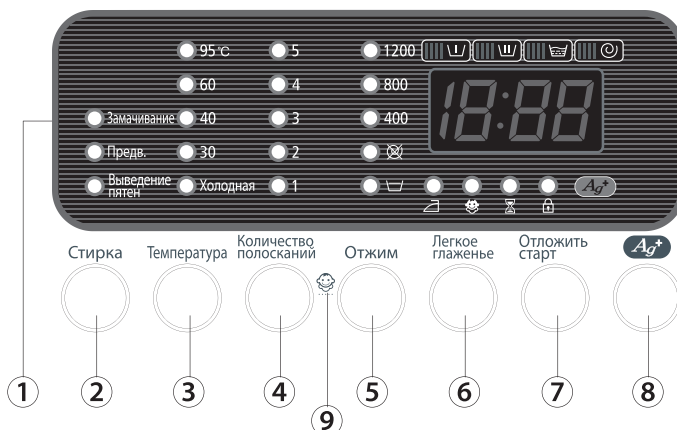 95℃ 5 1200
60 4 800
18:88
Замачивание 40 3 400
Предв. 30 2
Выведение
пятен
Холодная 1
Ag+
Стирка
Температура
Количество
полосканий
Отжим
Легкое
глаженье
Отложить
старт
Ag+
1 2 3 4 5 6 7 8
9